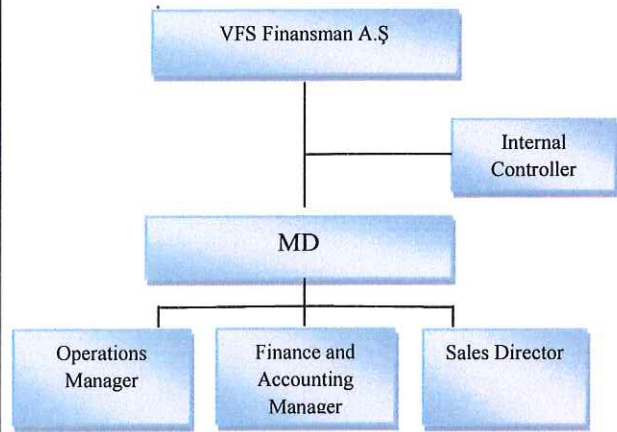 VFS Finansman A.Ş
Internal
Controller
MD
Operations
Manager
Finance and
Accounting
Manager
Sales Director